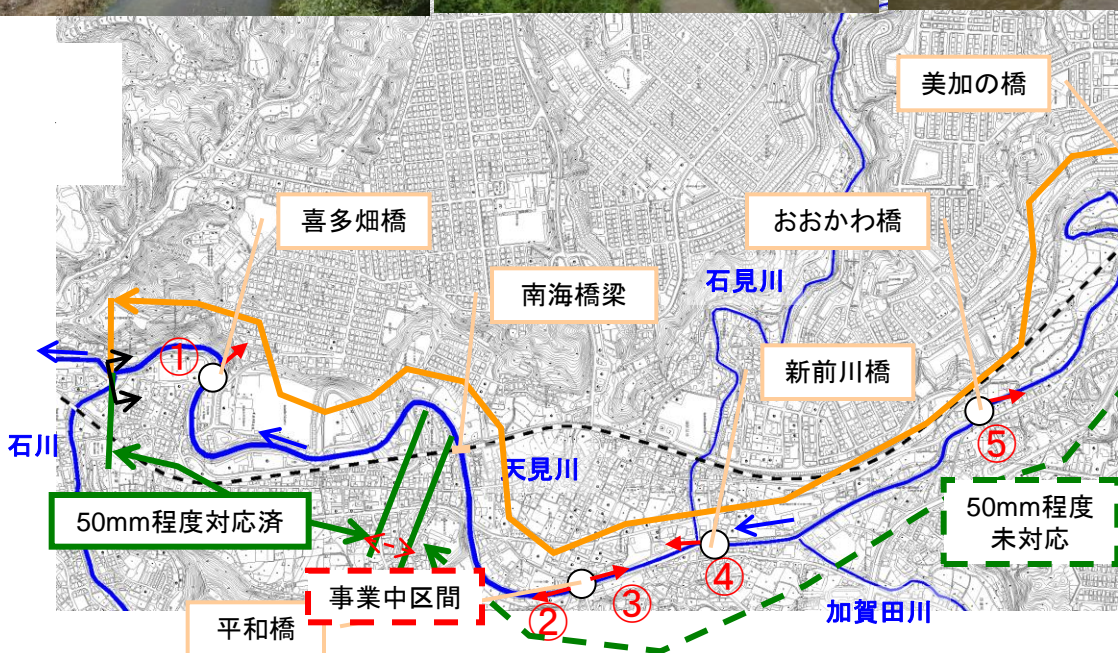 美加の橋
喜多畑橋
おおかわ橋
南海橋梁
石見川
①
新前川橋
石川
天見川
⑤
50mm程度対応済
50mm程度
未対応
④
事業中区間
③
②
加賀田川
平和橋